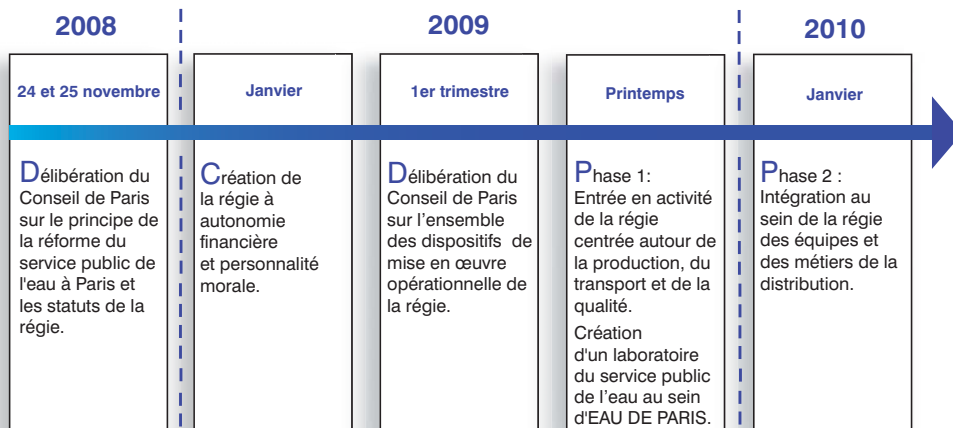 2008
2009
2010
24 et 25 novembre
Janvier
1er trimestre
Printemps
Janvier
Délibération du
Conseil de Paris
sur le principe de
la réforme du
service public de
l'eau à Paris et
les statuts de la
régie.
Création de
la régie à
autonomie
financière
et personnalité
morale.
Délibération du
Conseil de Paris
sur l’ensemble
des dispositifs de
mise en œuvre
opérationnelle de
la régie.
Phase 1:
Entrée en activité
de la régie
centrée autour de
la production, du
transport et de la
qualité.
Création
d'un laboratoire
du service public
de l’eau au sein
d'EAU DE PARIS.
Phase 2 :
Intégration au
sein de la régie
des équipes et
des métiers de la
distribution.